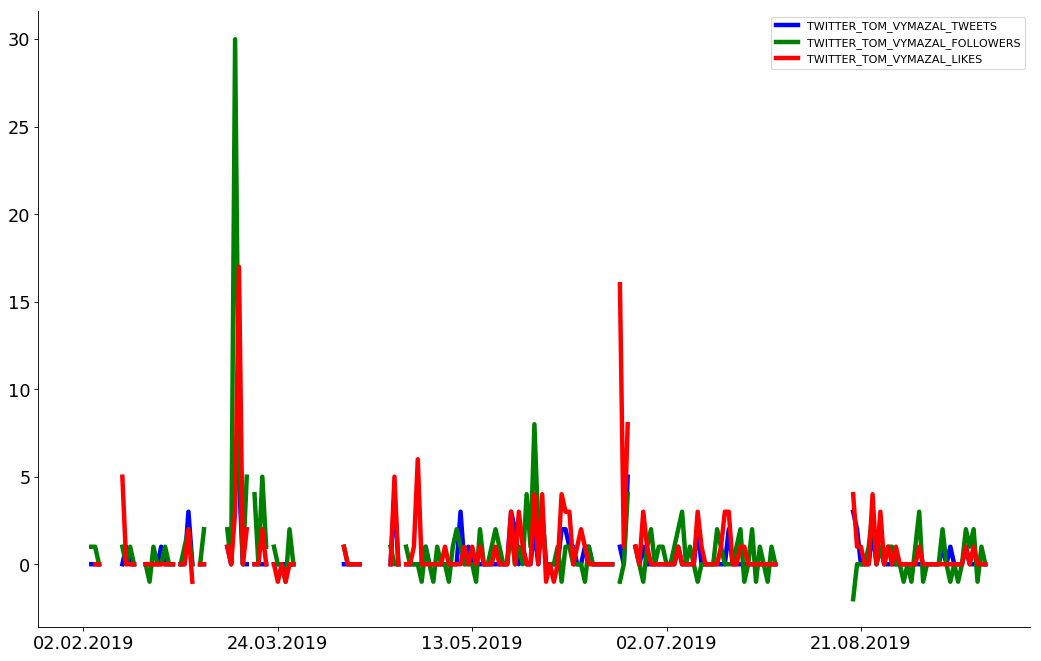 TWITTER_TOM_VYMAZAL_TWEETS
TWITTER_TOM_VYMAZAL_FOLLOWERS
TWITTER_TOM_VYMAZAL_LIKES
30
25
20
15
10
5
0
02.02.2019 24.03.2019 13.05.2019 02.07.2019 21.08.2019